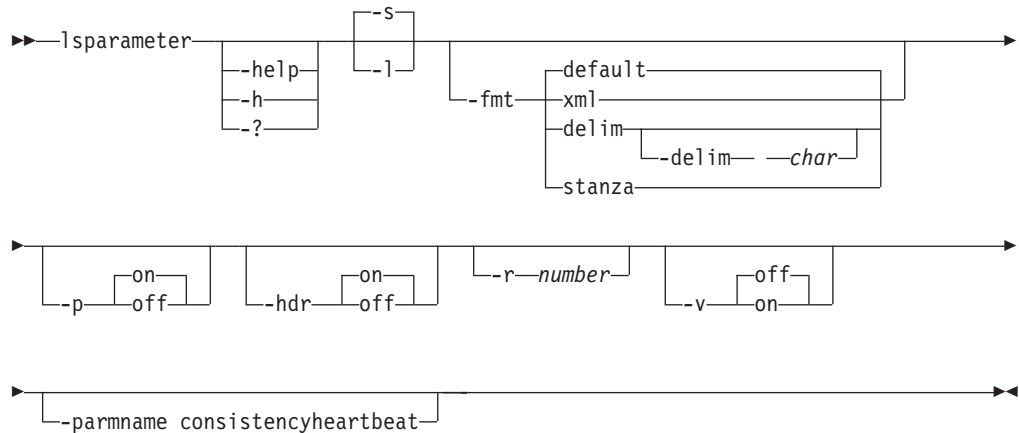 -s
lsparameter
-help
-l
default
-h
-fmt
xml
-?
delim
-delim char
stanza
on
on
-r number
off
-p
off
-hdr
off
-v
on
-parmname consistencyheartbeat